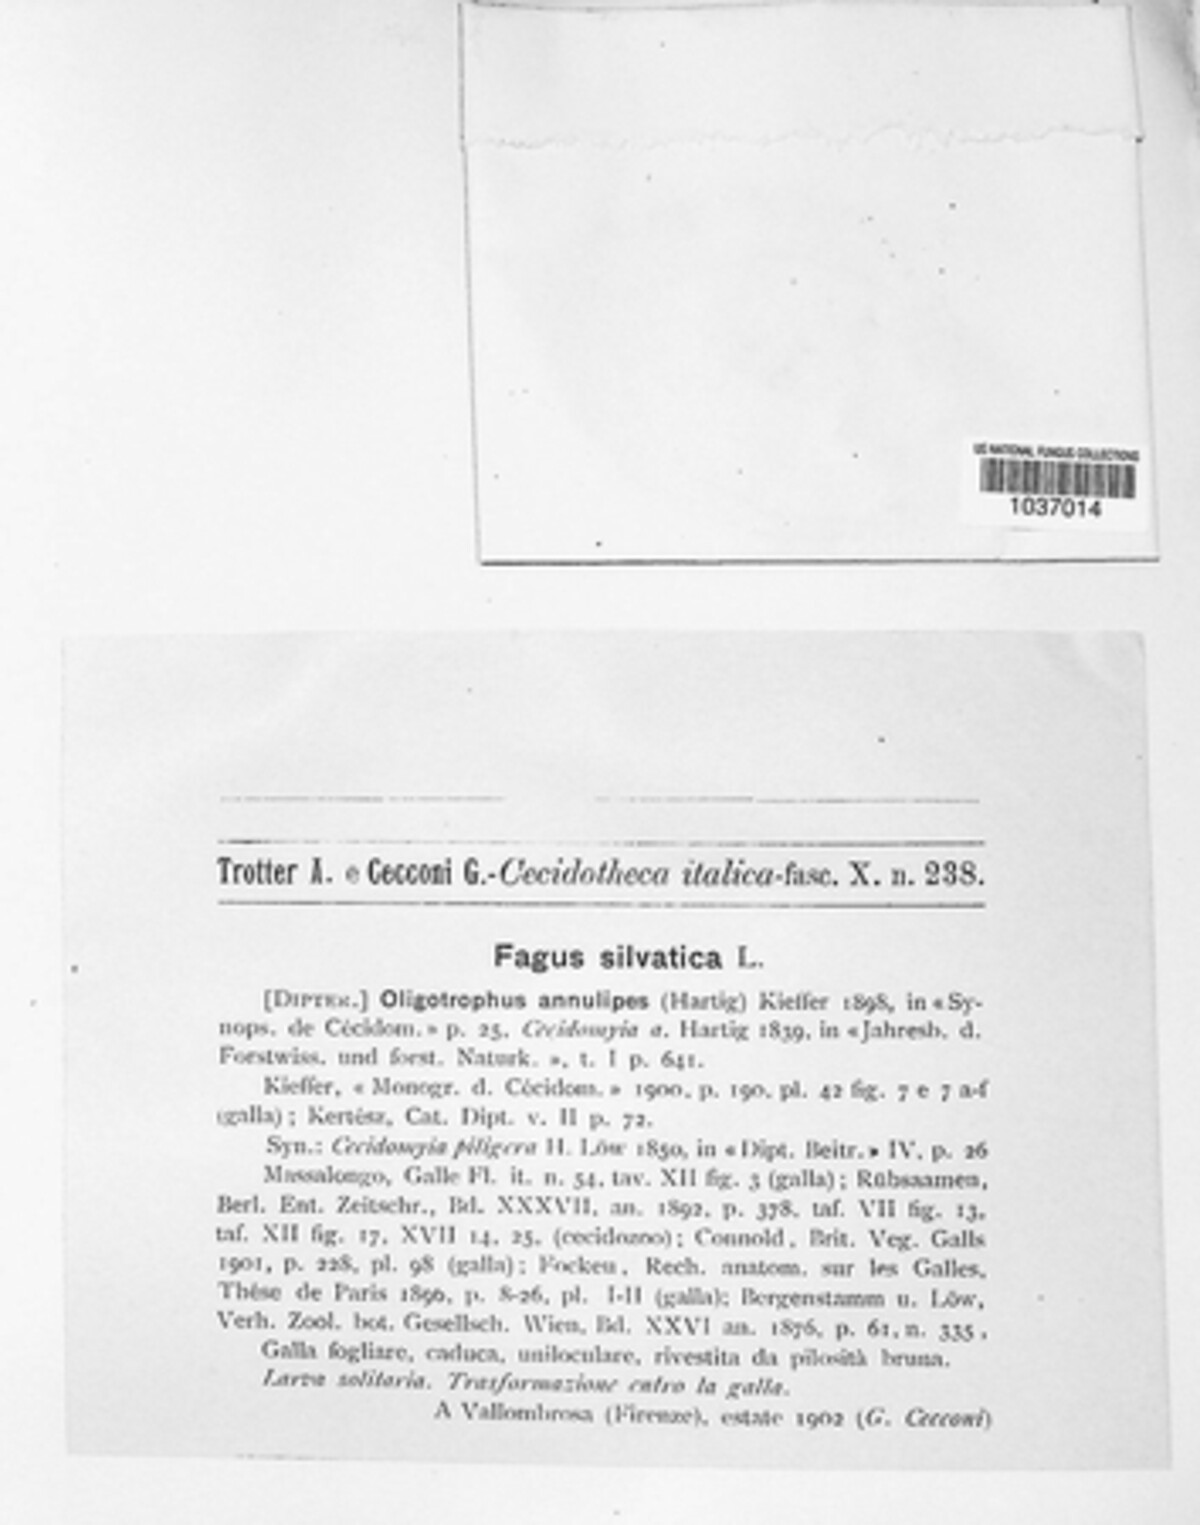 US NATIONAL FUNGUS COLLECTIONS
1037014
Trotter A. e Cecconi G.-Cecidotheca italica-fasc. X. n. 238.
Fagus silvatica L.
[DIPTER.] Oligotrophus annulipes (Hartig) Kieffer 1898, in «Sy-
nops. de Cécidom.» p. 25. Cecidomyia a. Hartig 1839, in «Jahresb. d.
Forstwiss. und forst. Naturk. », t. I p. 641.
Kieffer, « Monogr. d. Cécidom. » 1900, p. 190, pl. 42 fig. 7 e 7 a-f
(galla) ; Kertész, Cat. Dipt. v. II p. 72.
Syn.: Cecidomyia piligera H. Löw 1850, in «Dipt. Beitr.» IV, p. 26
Massalongo, Galle Fl. it. n. 54, tav. XII fig. 3 (galla) ; Rübsaamen,
Berl. Ent. Zeitschr., Bd. XXXVII, an. 1892, p. 378, taf. VII fig. 13,
taf. XII fig. 17, XVII 14, 25, (cecidozoo) ; Connold, Brit. Veg. Galls
1901, p. 228, pl. 98 (galla) ; Fockeu, Rech. anatom. sur les Galles,
Thèse de Paris 1896, p. 8-26, pl. I-II (galla); Bergenstamm u. Löw,
Verh. Zool. bot. Gesellsch. Wien, Bd. XXVI an. 1876, p. 61, n. 335 .
Galla fogliare, caduca, uniloculare, rivestita da pilosità bruna.
Larva solitaria. Trasformazione entro la galla.
A Vallombrosa (Firenze), estate 1902 (G. Cecconi)